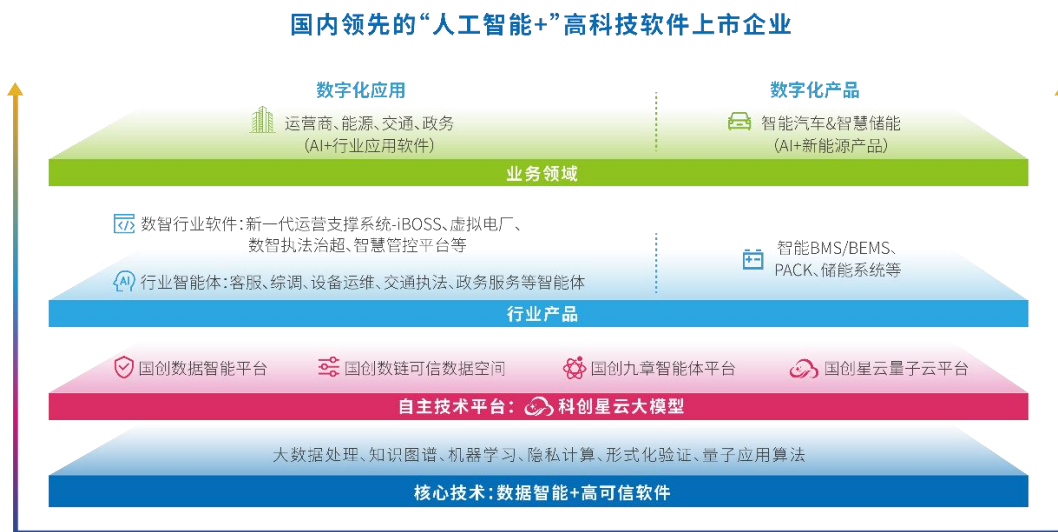 国内领先的“人工智能+”高科技软件上市企业
数字化应用
数字化产品
运营商、能源、交通、政务
(AI+行业应用软件)
智能汽车&智慧储能
(AI+新能源产品)
业务领域
数智行业软件:新一代运营支撑系统-iBOSS、虚拟电厂、
数智执法治超、智慧管控平台等
AI 行业智能体:客服、综调、设备运维、交通执法、政务服务等智能体
智能BMS/BEMS、
PACK、储能系统等
行业产品
国创数据智能平台
国创数链可信数据空间
国创九章智能体平台
国创星云量子云平台
自主技术平台: 科创星云大模型
大数据处理、知识图谱、机器学习、隐私计算、形式化验证、量子应用算法
核心技术:数据智能+高可信软件